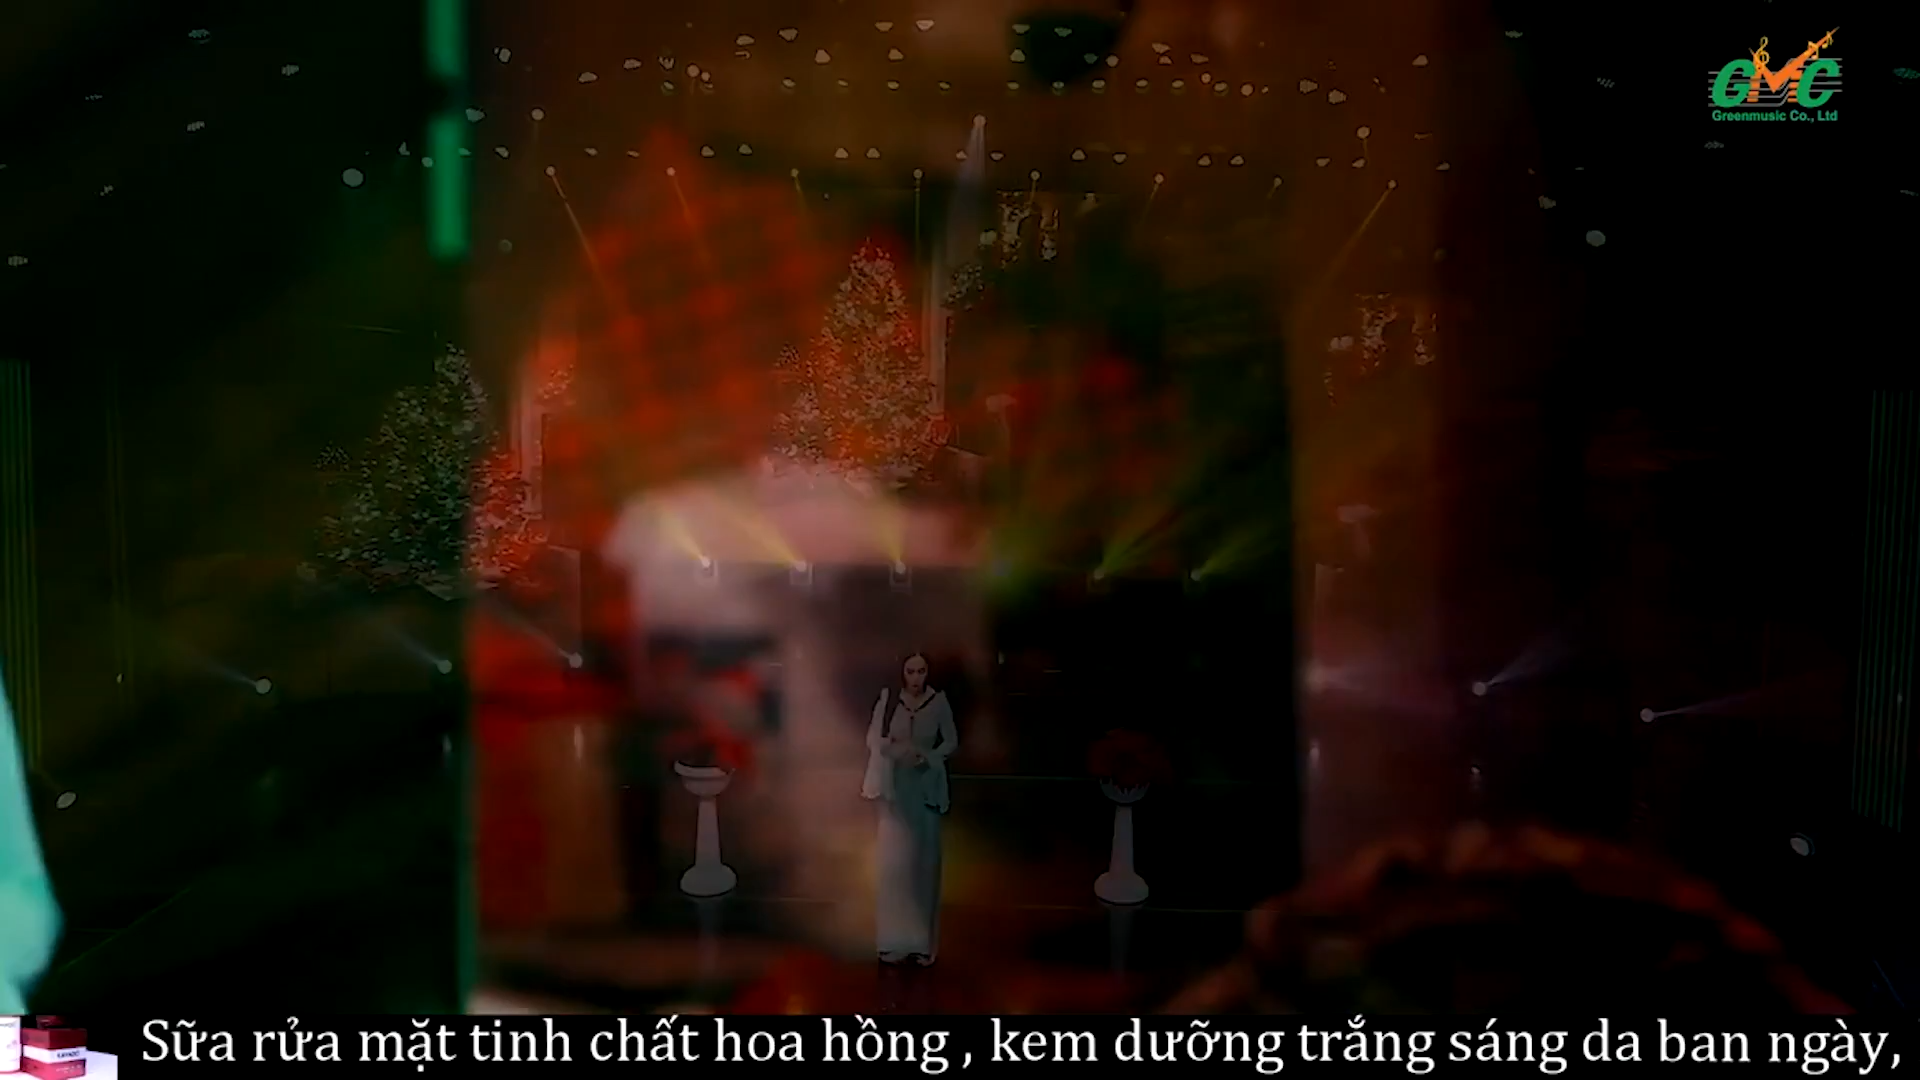 GMC
Greenmusic Co., Ltd
Sữa rửa mặt tinh chất hoa hồng , kem dưỡng trắng sáng da ban ngày,